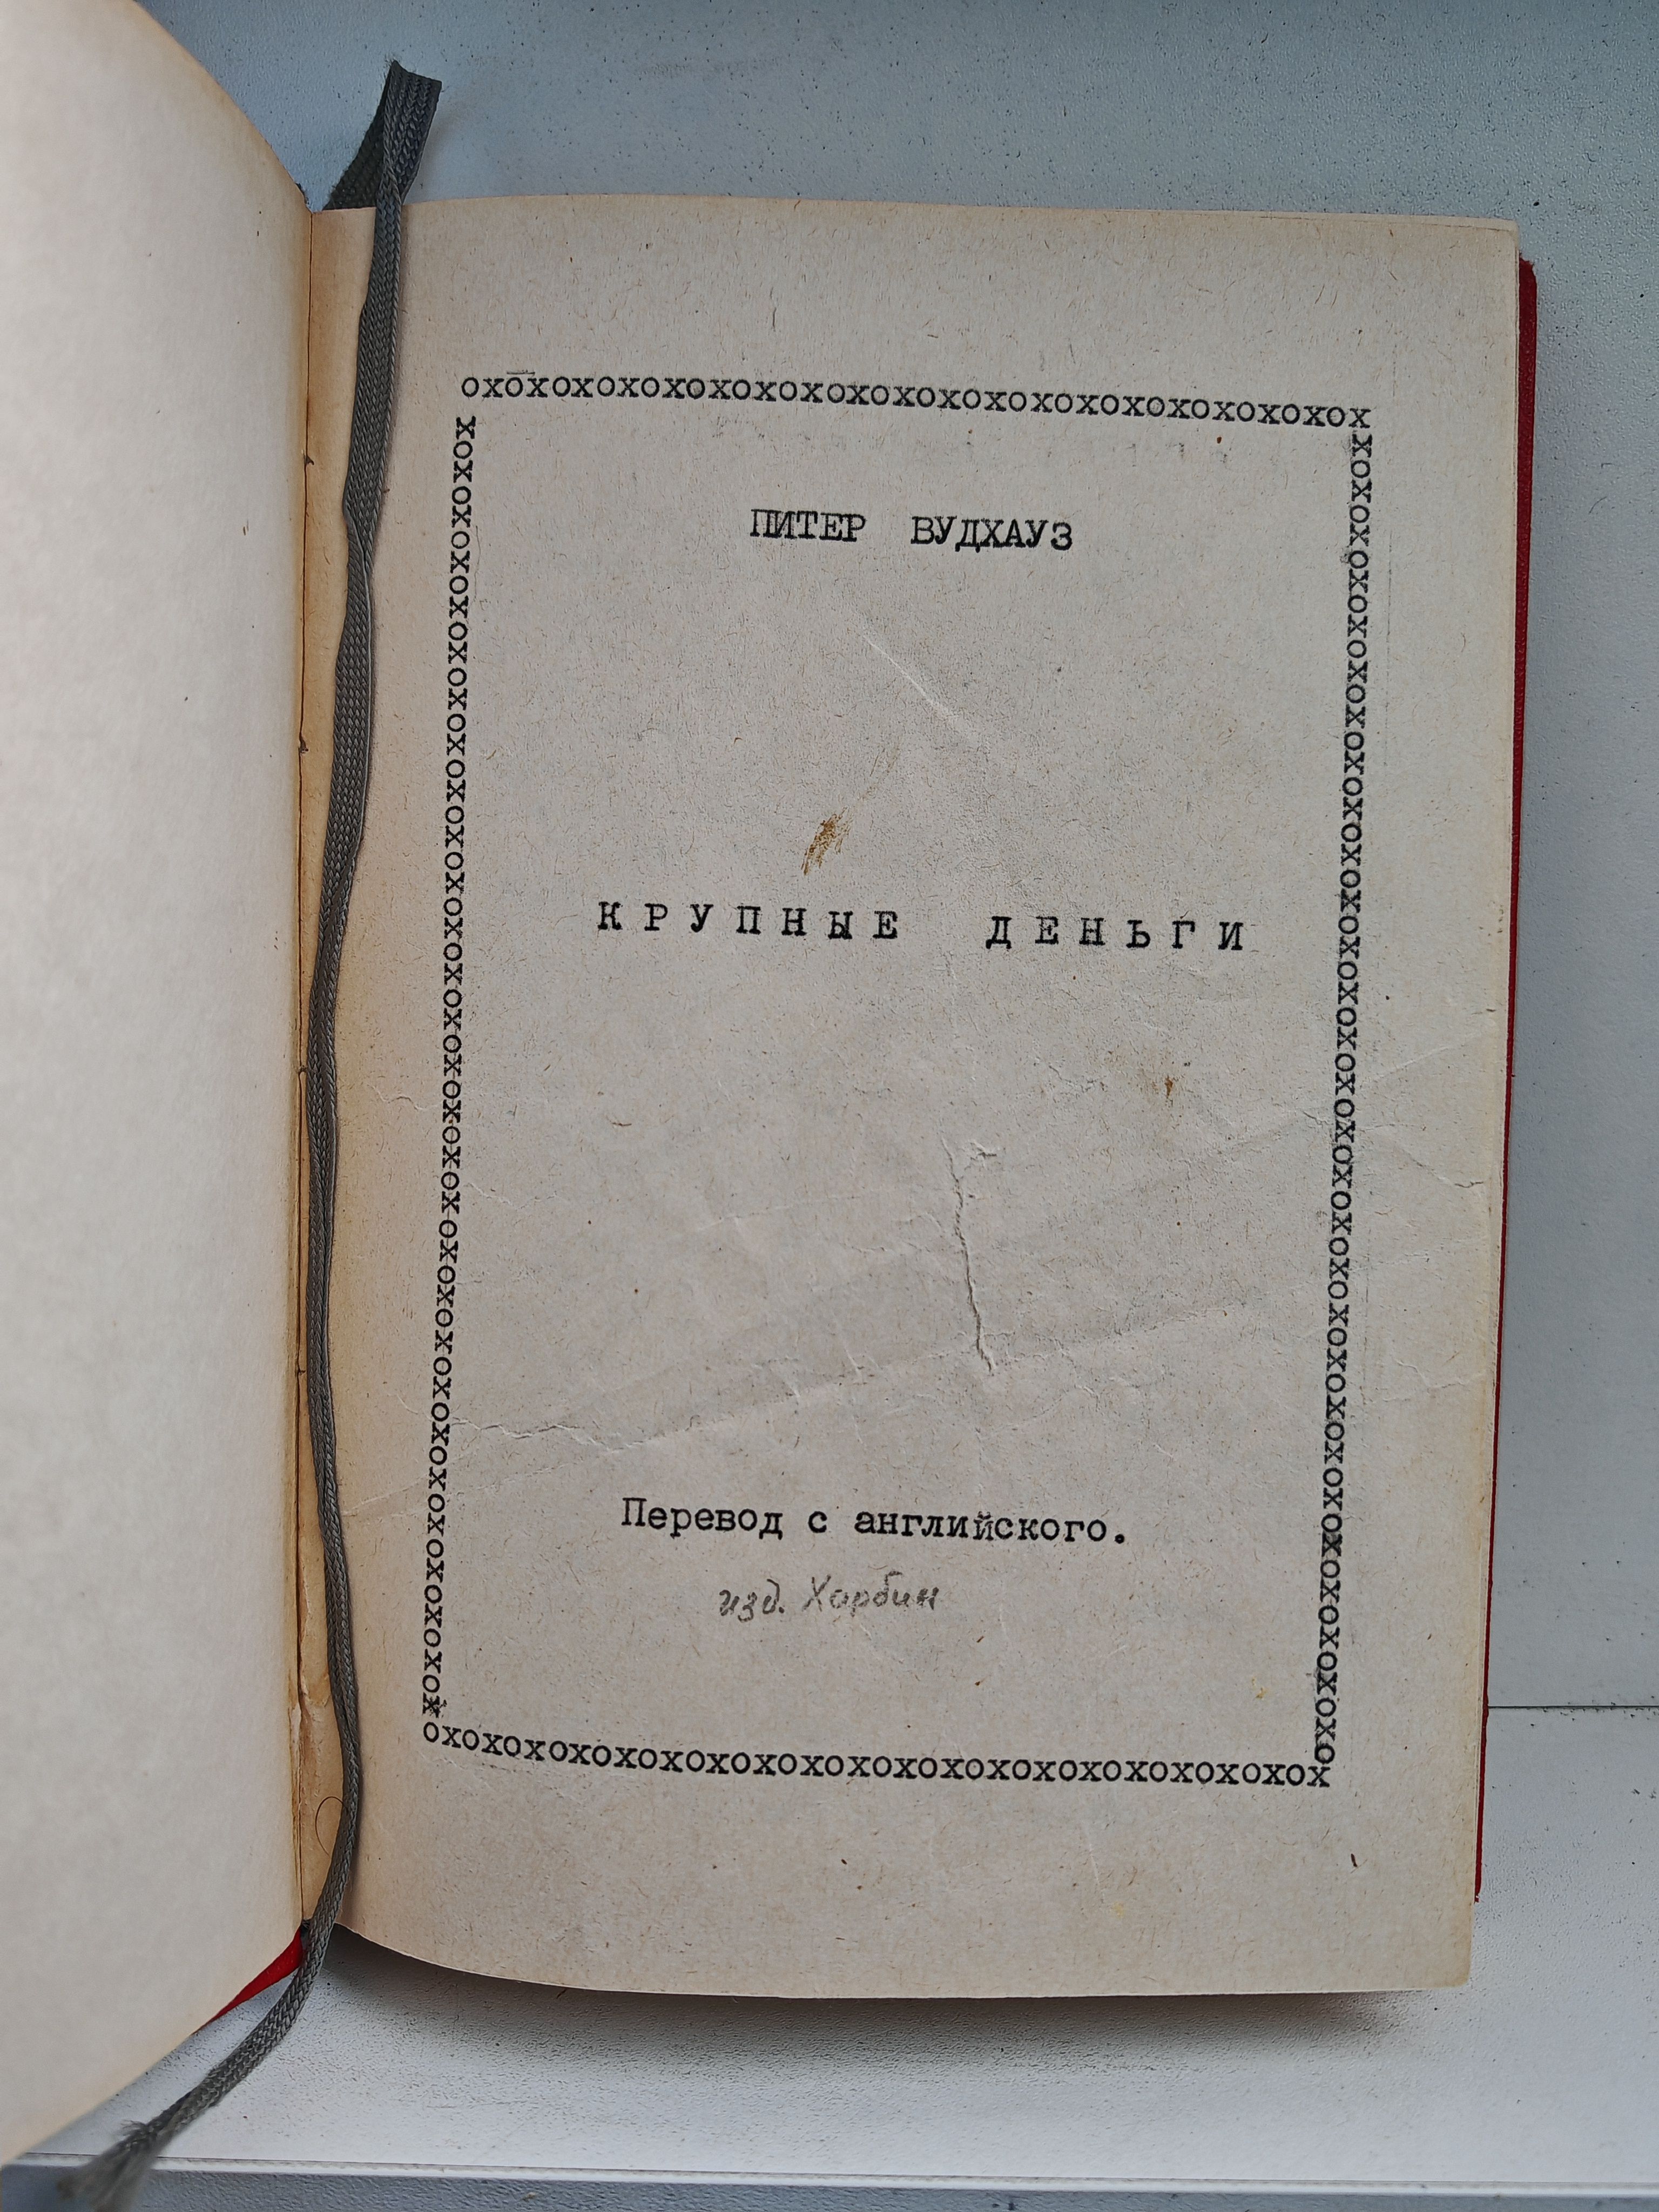 охохохохохохохохохохохохохохохохохохохох
ПИТЕР ВУДХАУЗ
КРУПНЫЕ ДЕНЬГИ
Перевод с английского.
изд. Харбин
охохохохохохохохохохохохохохохохохохохох